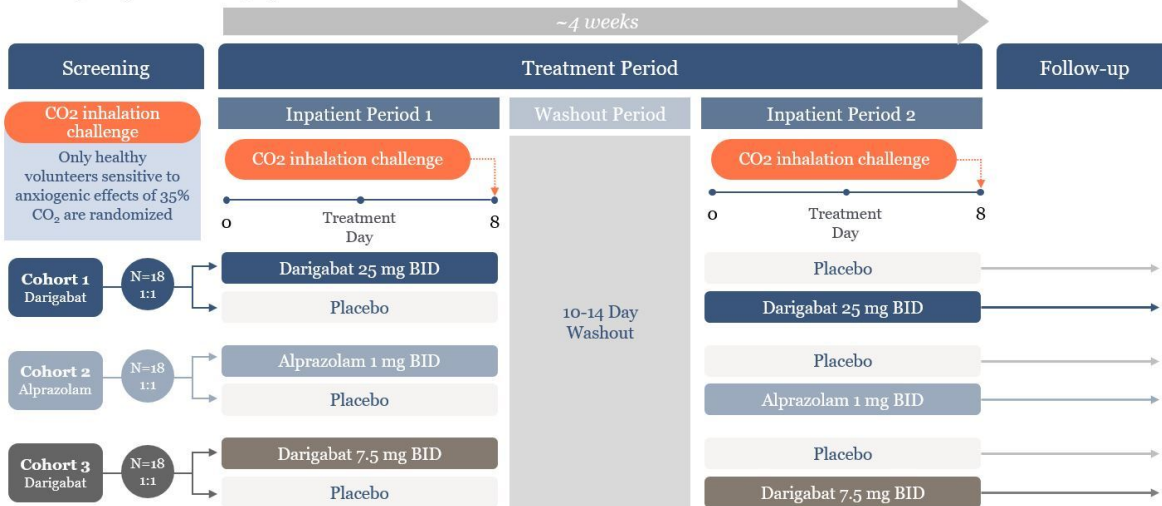 ~4 weeks
Screening
Treatment Period
Follow-up
CO2 inhalation
challenge
Only healthy
volunteers sensitive to
anxiogenic effects of 35%
CO₂ are randomized
Inpatient Period 1
Washout Period
Inpatient Period 2
CO2 inhalation challenge
CO2 inhalation challenge
0
Treatment
Day
8
0
Treatment
Day
8
Cohort 1
Darigabat
N=18
1:1
Darigabat 25 mg BID
Placebo
Placebo
Darigabat 25 mg BID
10-14 Day
Washout
Cohort 2
Alprazolam
N=18
1:1
Alprazolam 1 mg BID
Placebo
Placebo
Alprazolam 1 mg BID
Cohort 3
Darigabat
N=18
1:1
Darigabat 7.5 mg BID
Placebo
Placebo
Darigabat 7.5 mg BID